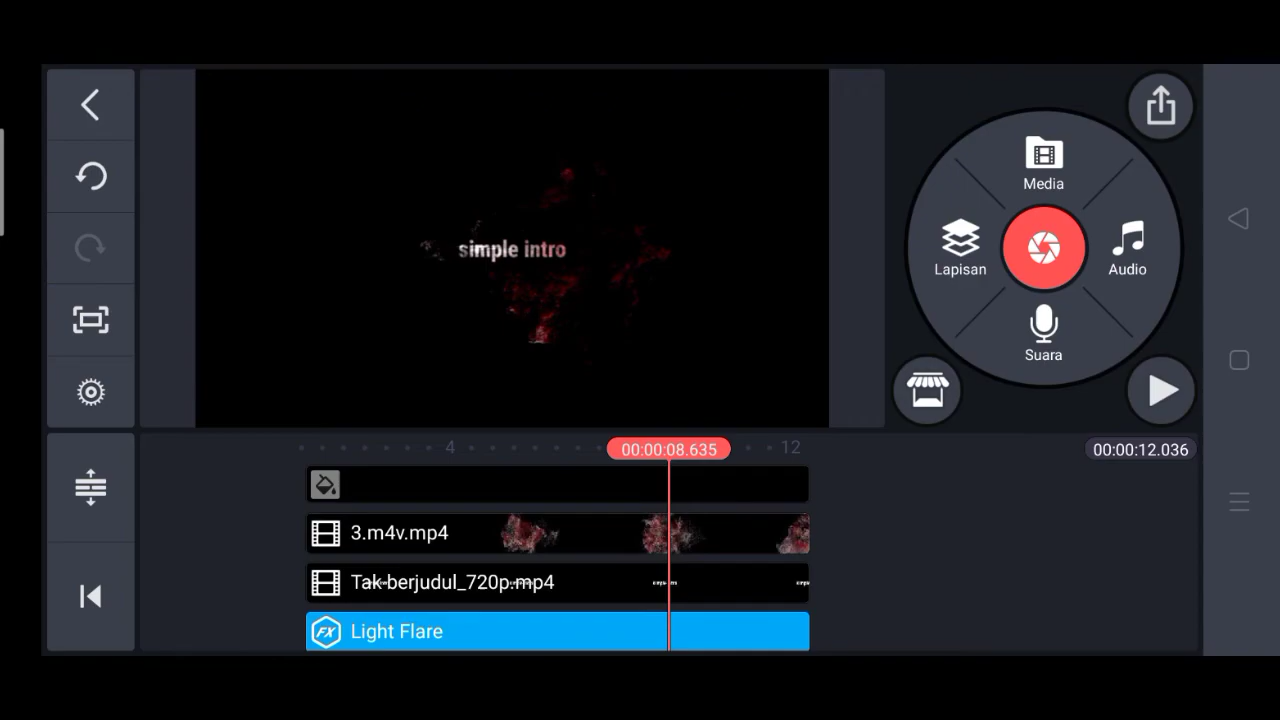 Media
simple intro
Lapisan
Audio
Suara
4
00:00:08.635
12
00:00:12.036
3.m4v.mp4
Tak berjudul_720p.mp4
FX Light Flare